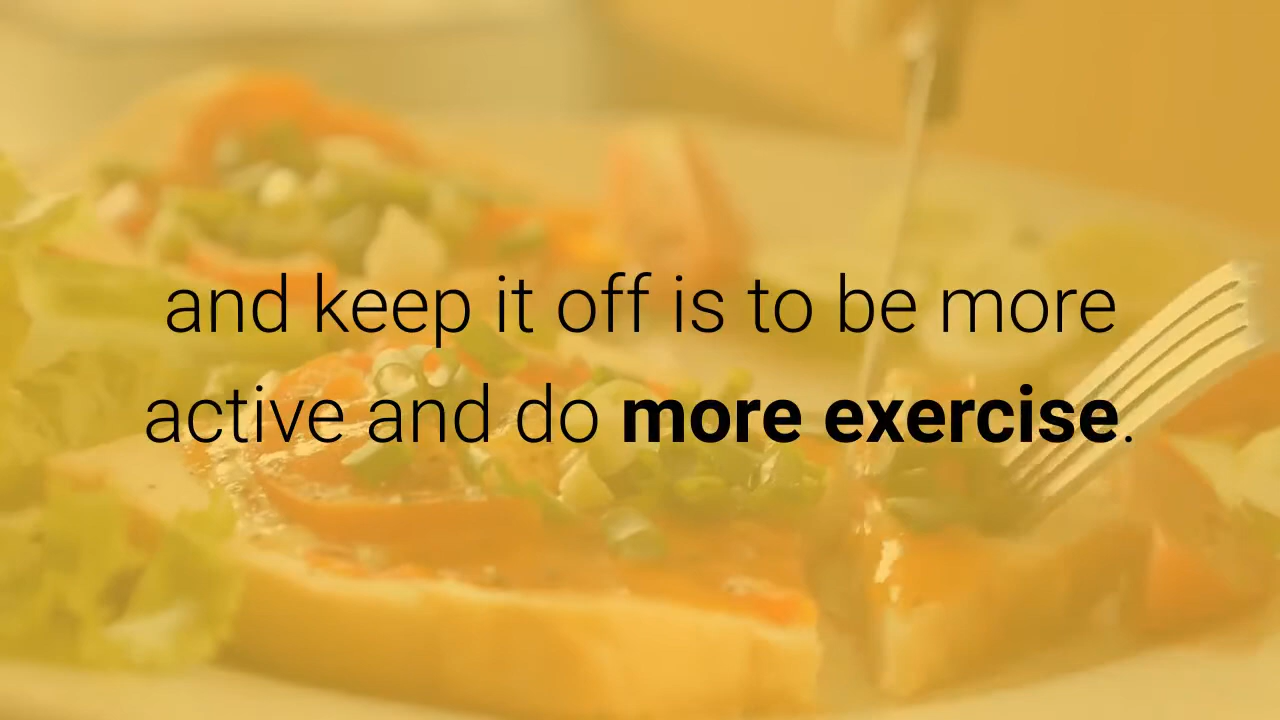 and keep it off is to be more
active and do more exercise.